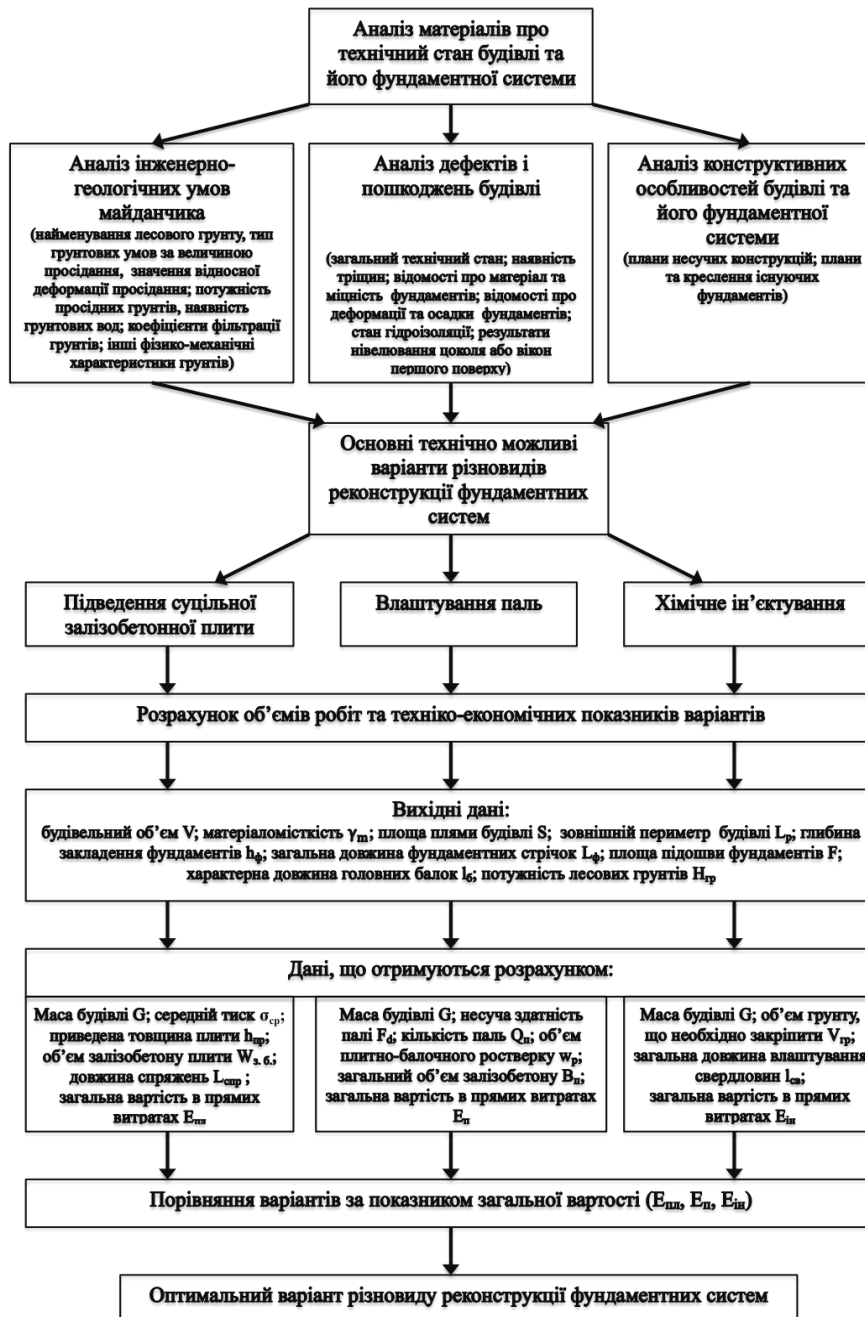 Аналіз матеріалів про
технічний стан будівлі та
його фундаментної системи
Аналіз інженерно-
геологічних умов
майданчика
(найменування лесового грунту, тип
грунтових умов за величиною
просідання, значення відносної
деформації просідання; потужність
просідних грунтів, наявність
грунтових вод; коефіцієнти фільтрації
грунтів; інші фізико-механічні
характеристики грунтів)
Аналіз дефектів і
пошкоджень будівлі
(загальний технічний стан; наявність
тріщин; відомості про матеріал та
міцність фундаментів; відомості про
деформації та осадки фундаментів;
стан гідроізоляції; результати
нівелювання цоколя або вікон
першого поверху)
Аналіз конструктивних
особливостей будівлі та
його фундаментної
системи
(плани несучих конструкцій; плани
та креслення існуючих
фундаментів)
Основні технічно можливі
варіанти різновидів
реконструкції фундаментних
систем
Підведення суцільної
залізобетонної плити
Влаштування паль
Хімічне ін’єктування
Розрахунок об’ємів робіт та техніко-економічних показників варіантів
Вихідні дані:
будівельний об’єм V; матеріаломісткість γm; площа плями будівлі S; зовнішній периметр будівлі Lр; глибина
закладення фундаментів hф; загальна довжина фундаментних стрічок Lф; площа підошви фундаментів F;
характерна довжина головних балок lб; потужність лесових грунтів Hгр
Дані, що отримуються розрахунком:
Маса будівлі G; середній тиск σср;
приведена товщина плити hпр;
об’єм залізобетону плити Wз. б.;
довжина спряжень Lспр ;
загальна вартість в прямих
витратах Eпл
Маса будівлі G; несуча здатність
палі Fd; кількість паль Qп; об’єм
плитно-балочного ростверку wр;
загальний об’єм залізобетону Bп;
загальна вартість в прямих витратах
Eп
Маса будівлі G; об’єм грунту,
що необхідно закріпити Vгр;
загальна довжина влаштування
свердловин lсв;
загальна вартість в прямих
витратах Eін
Порівняння варіантів за показником загальної вартості (Eпл, Eп, Eін)
Оптимальний варіант різновиду реконструкції фундаментних систем